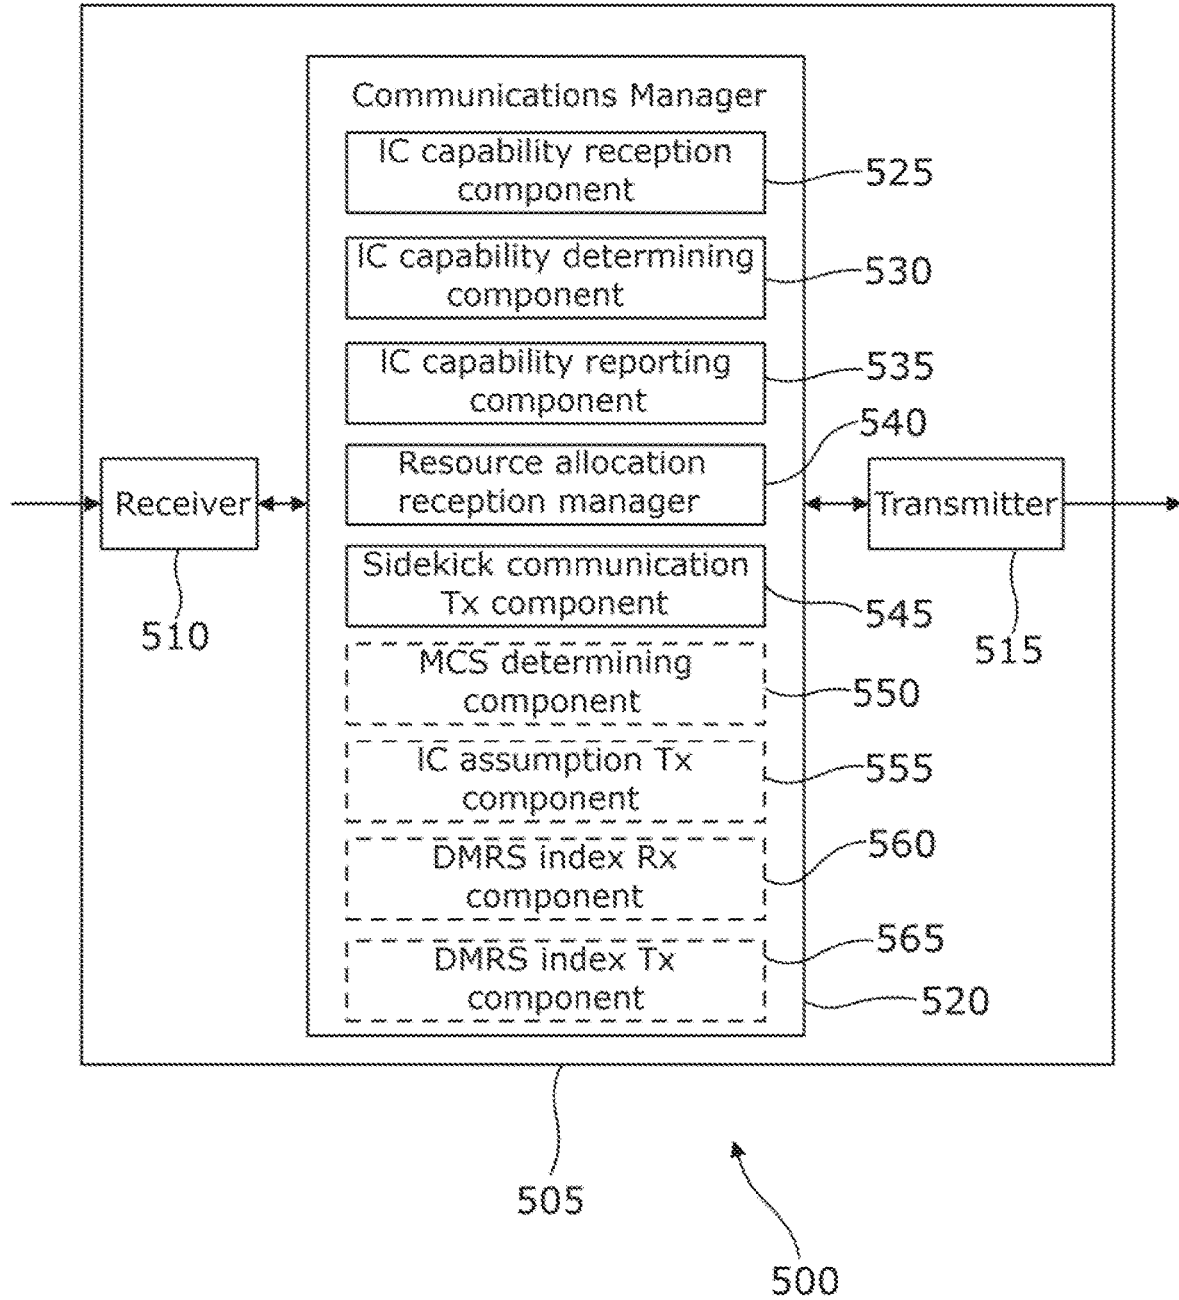 Communications Manager
IC capability reception
component
525
IC capability determining
component
530
IC capability reporting
component
535
540
Resource allocation
reception manager
Receiver
Transmitter
510
515
Sidekick communication
Tx component
545
MCS determining
component
550
IC assumption Tx
component
555
DMRS index Rx
component
560
DMRS index Tx
component
565
520
505
500